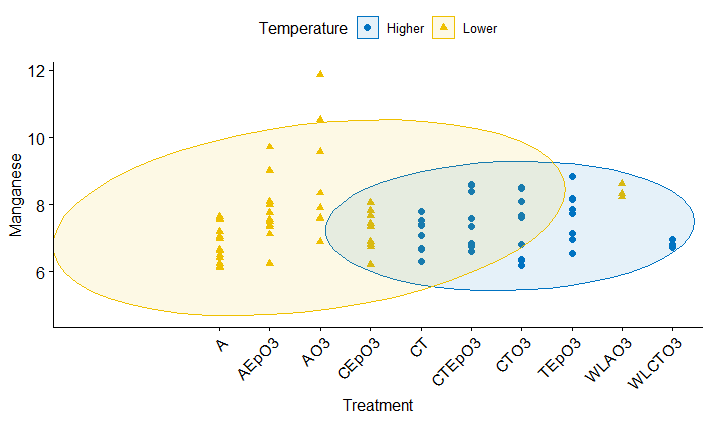 Temperature Higher Lower
Manganese
12
10
8
6
A AEpO3 AO3 CEpO3 CT CTEpO3 CTO3 TEpO3 WLAO3 WLCTO3
Treatment